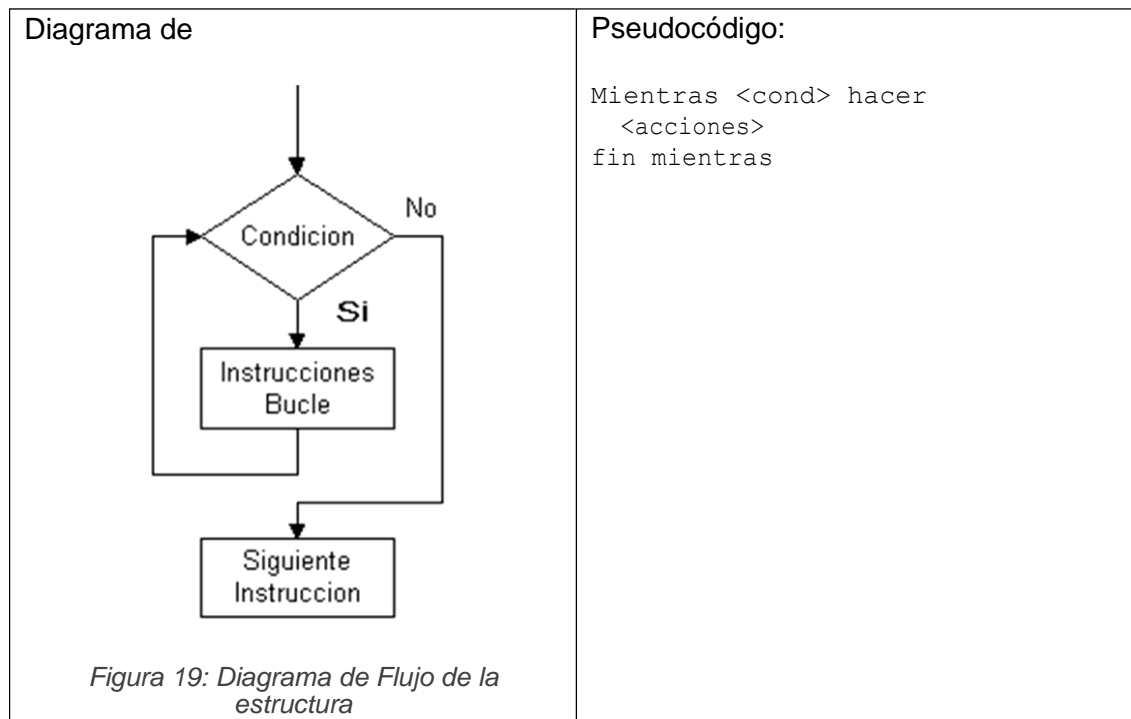 Diagrama de
No
Condicion
Si
Instrucciones
Bucle
Siguiente
Instruccion
Figura 19: Diagrama de Flujo de la
estructura
Pseudocódigo:
Mientras <cond> hacer
<acciones>
fin mientras